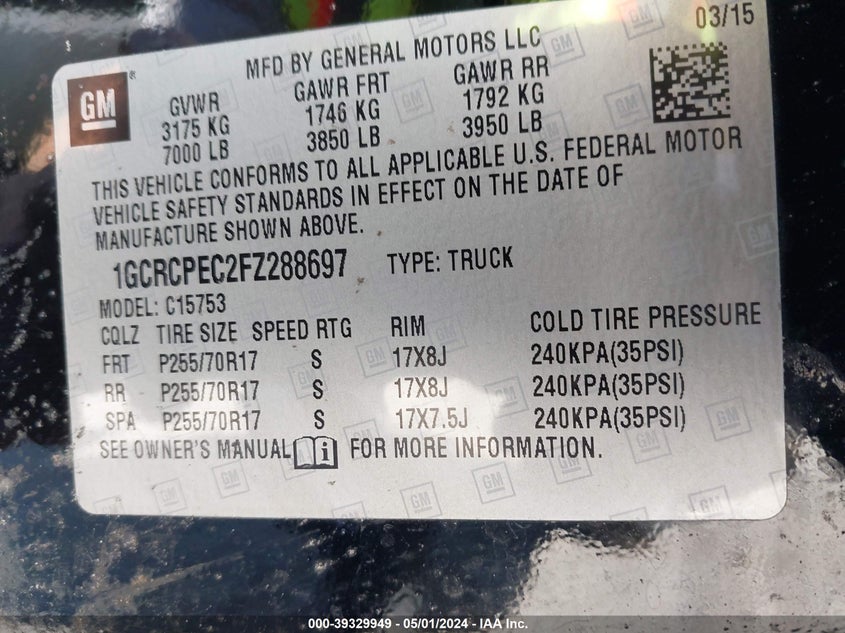 03/15
MFD BY GENERAL MOTORS LLC
GM ®
GVWR GAWR FRT GAWR RR
3175 KG 1746 KG 1792 KG
7000 LB 3850 LB 3950 LB
THIS VEHICLE CONFORMS TO ALL APPLICABLE U.S. FEDERAL MOTOR
VEHICLE SAFETY STANDARDS IN EFFECT ON THE DATE OF
MANUFACTURE SHOWN ABOVE.
1GCRCPEC2FZ288697 TYPE: TRUCK
MODEL: C15753
CQLZ TIRE SIZE SPEED RTG RIM COLD TIRE PRESSURE
FRT P255/70R17 S 17X8J 240KPA(35PSI)
RR P255/70R17 S 17X8J 240KPA(35PSI)
SPA P255/70R17 S 17X7.5J 240KPA(35PSI)
SEE OWNER'S MANUAL i FOR MORE INFORMATION.
000-39329949 - 05/01/2024 - IAA Inc.